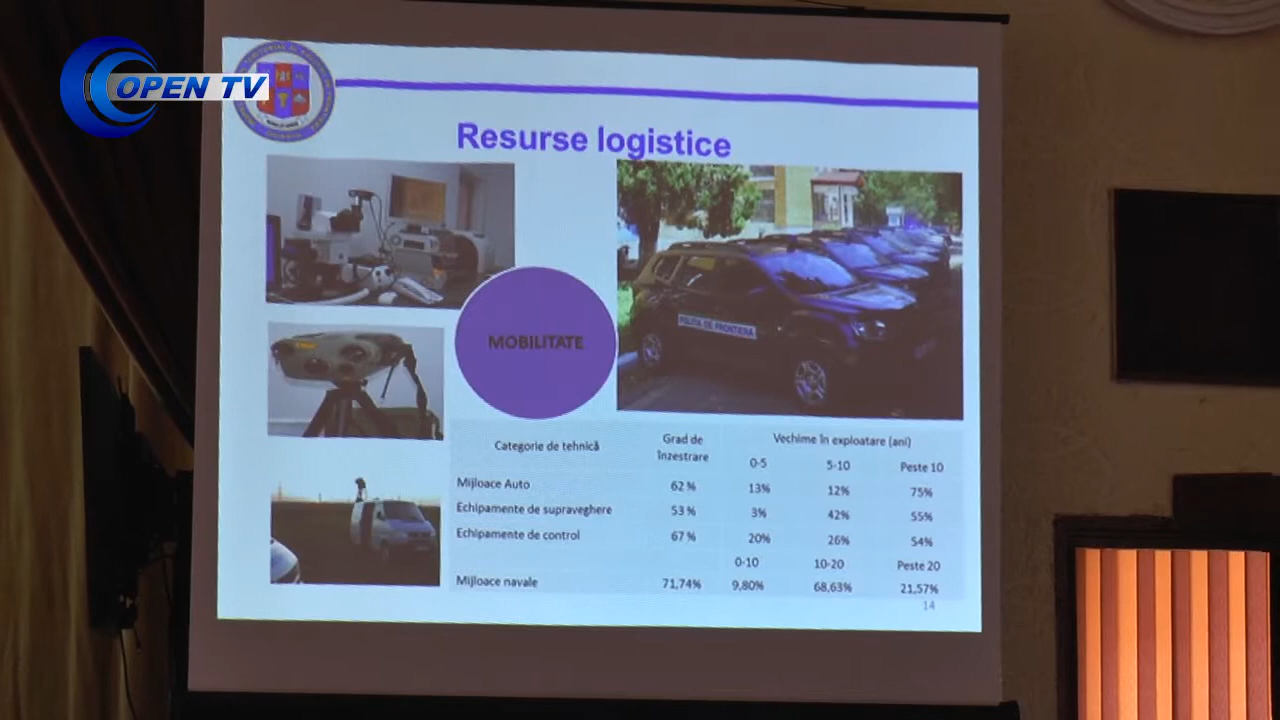 OPEN TV
Resurse logistice
MOBILITATE
POLITIA DE FRONTIERA
Categorie de tehnică Grad de înzestrare Vechime în exploatare (ani)
0-5 5-10 Peste 10
Mijloace Auto 62 % 13% 12% 75%
Echipamente de supraveghere 53 % 3% 42% 55%
Echipamente de control 67 % 20% 26% 54%
0-10 10-20 Peste 20
Mijloace navale 71,74% 9,80% 68,63% 21,57%
14